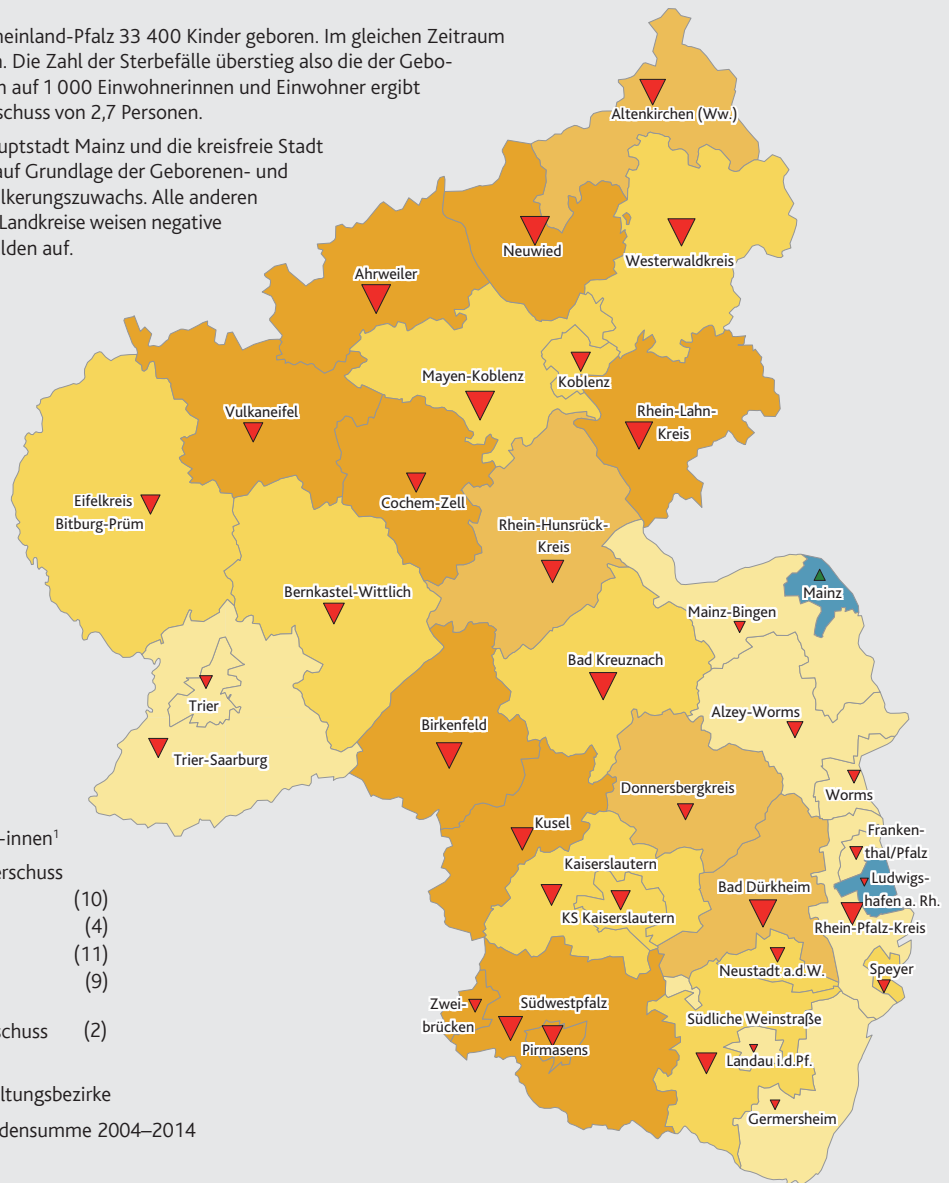 heinland-Pfalz 33 400 Kinder geboren. Im gleichen Zeitraum
n. Die Zahl der Sterbefälle überstieg also die der Gebo-
n auf 1 000 Einwohnerinnen und Einwohner ergibt
schuss von 2,7 Personen.
uptstadt Mainz und die kreisfreie Stadt
auf Grundlage der Geborenen- und
ölkerungszuwachs. Alle anderen
Landkreise weisen negative
lden auf.
Altenkirchen (Ww.)
Neuwied
Westerwaldkreis
Ahrweiler
Mayen-Koblenz
Koblenz
Vulkaneifel
Rhein-Lahn-
Kreis
Eifelkreis
Bitburg-Prüm
Cochem-Zell
Rhein-Hunsrück-
Kreis
Bernkastel-Wittlich
Mainz
Mainz-Bingen
Bad Kreuznach
Trier
Alzey-Worms
Birkenfeld
Trier-Saarburg
Donnersbergkreis
Worms
Kusel
Franken-
thal/Pfalz
Kaiserslautern
Ludwigs-
hafen a. Rh.
Bad Dürkheim
KS Kaiserslautern
Rhein-Pfalz-Kreis
Neustadt a.d.W.
Speyer
Zwei-
brücken
Südwestpfalz
Südliche Weinstraße
Pirmasens
Landau i.d.Pf.
Germersheim
-innen¹
erschuss
(10)
(4)
(11)
(9)
schuss (2)
ltungsbezirke
densumme 2004–2014